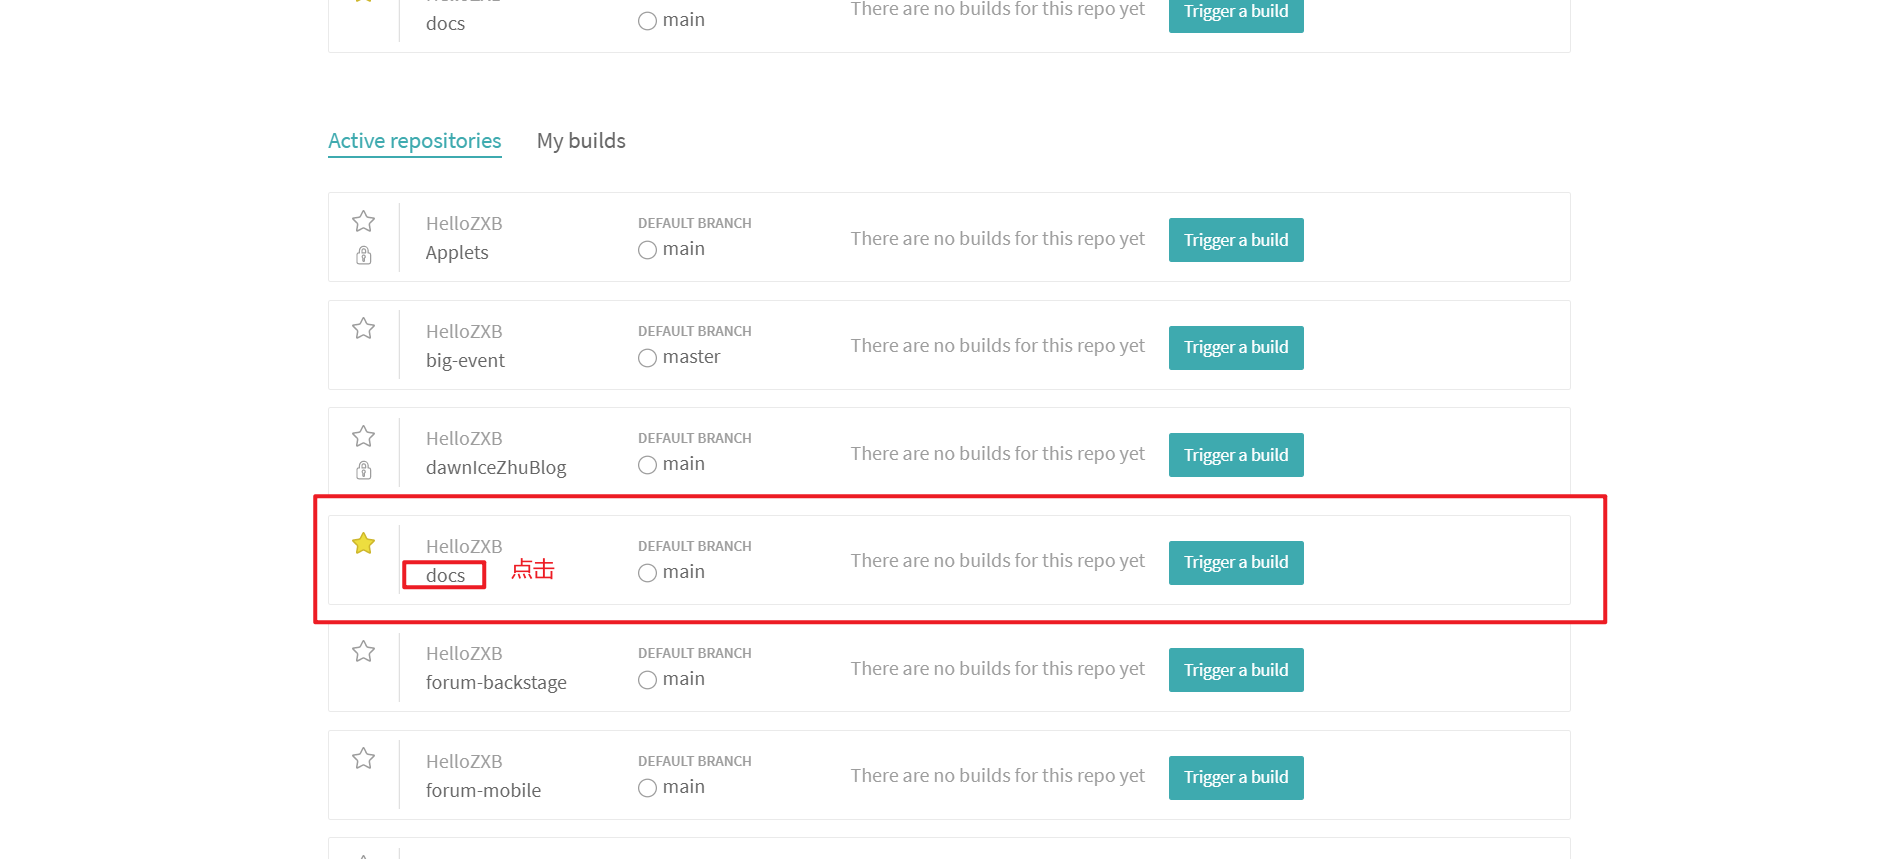 docs
main
There are no builds for this repo yet
Trigger a build
Active repositories
My builds
HelloZXB
Applets
DEFAULT BRANCH
main
There are no builds for this repo yet
Trigger a build
HelloZXB
big-event
DEFAULT BRANCH
master
There are no builds for this repo yet
Trigger a build
HelloZXB
dawnIceZhuBlog
DEFAULT BRANCH
main
There are no builds for this repo yet
Trigger a build
HelloZXB
docs
点击
DEFAULT BRANCH
main
There are no builds for this repo yet
Trigger a build
HelloZXB
forum-backstage
DEFAULT BRANCH
main
There are no builds for this repo yet
Trigger a build
HelloZXB
forum-mobile
DEFAULT BRANCH
main
There are no builds for this repo yet
Trigger a build